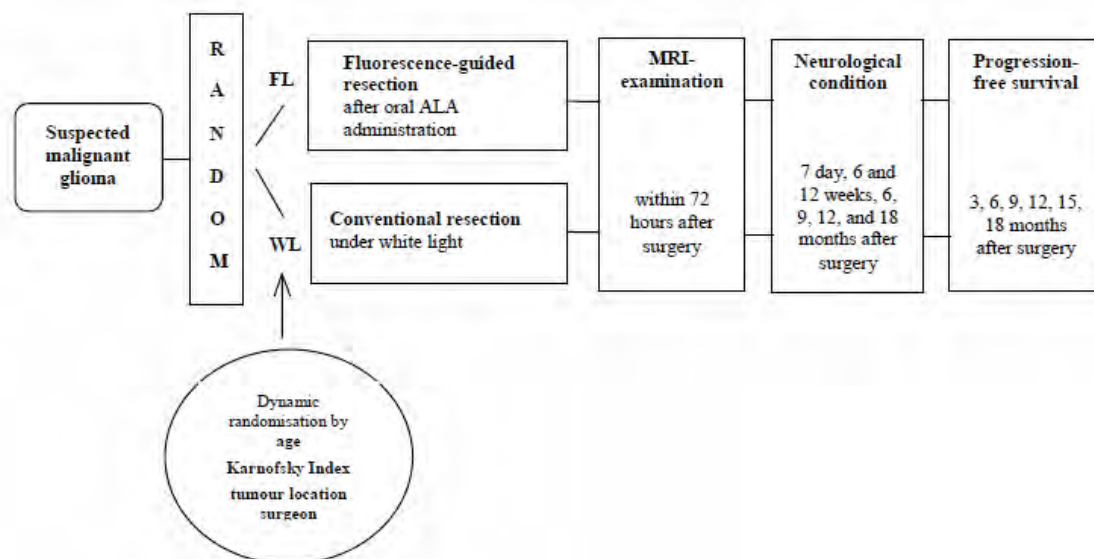 Suspected
malignant
glioma
R
A
N
D
O
M
FL
WL
Fluorescence-guided
resection
after oral ALA
administration
Conventional resection
under white light
MRI-
examination
within 72
hours after
surgery
Neurological
condition
7 day, 6 and
12 weeks, 6,
9, 12, and 18
months after
surgery
Progression-
free survival
3, 6, 9, 12, 15,
18 months
after surgery
Dynamic
randomisation by
age
Karnofsky Index
tumour location
surgeon